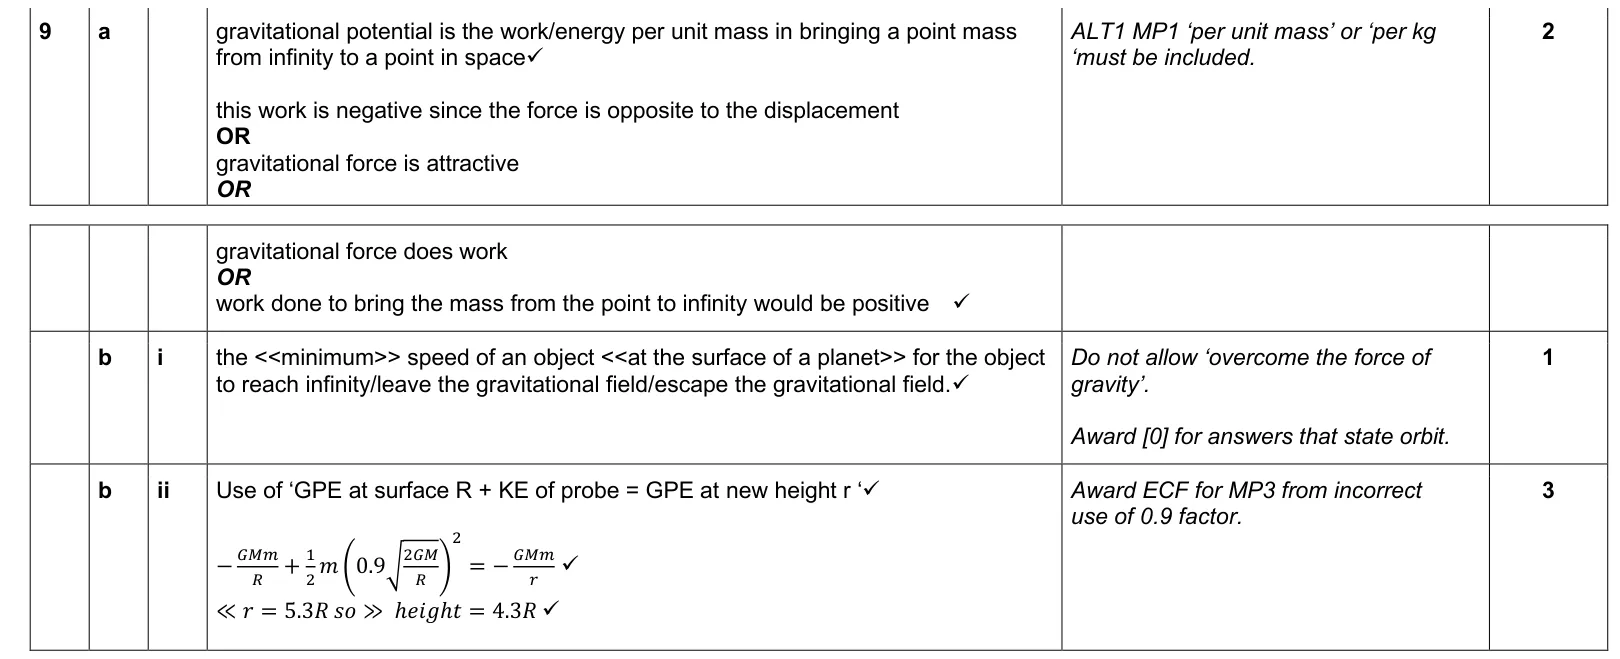 9 a gravitational potential is the work/energy per unit mass in bringing a point mass
from infinity to a point in space✓
this work is negative since the force is opposite to the displacement
OR
gravitational force is attractive
OR
ALT1 MP1 ‘per unit mass’ or ‘per kg
‘must be included.
2
gravitational force does work
OR
work done to bring the mass from the point to infinity would be positive ✓
b i the <<minimum>> speed of an object <<at the surface of a planet>> for the object
to reach infinity/leave the gravitational field/escape the gravitational field.✓
Do not allow ‘overcome the force of
gravity’.
Award [0] for answers that state orbit.
1
b ii Use of ‘GPE at surface R + KE of probe = GPE at new height r ‘✓
−GMm/R + 1/2 m(0.9√(2GM/R))² = −GMm/r ✓
≪ r = 5.3R so ≫ height = 4.3R ✓
Award ECF for MP3 from incorrect
use of 0.9 factor.
3